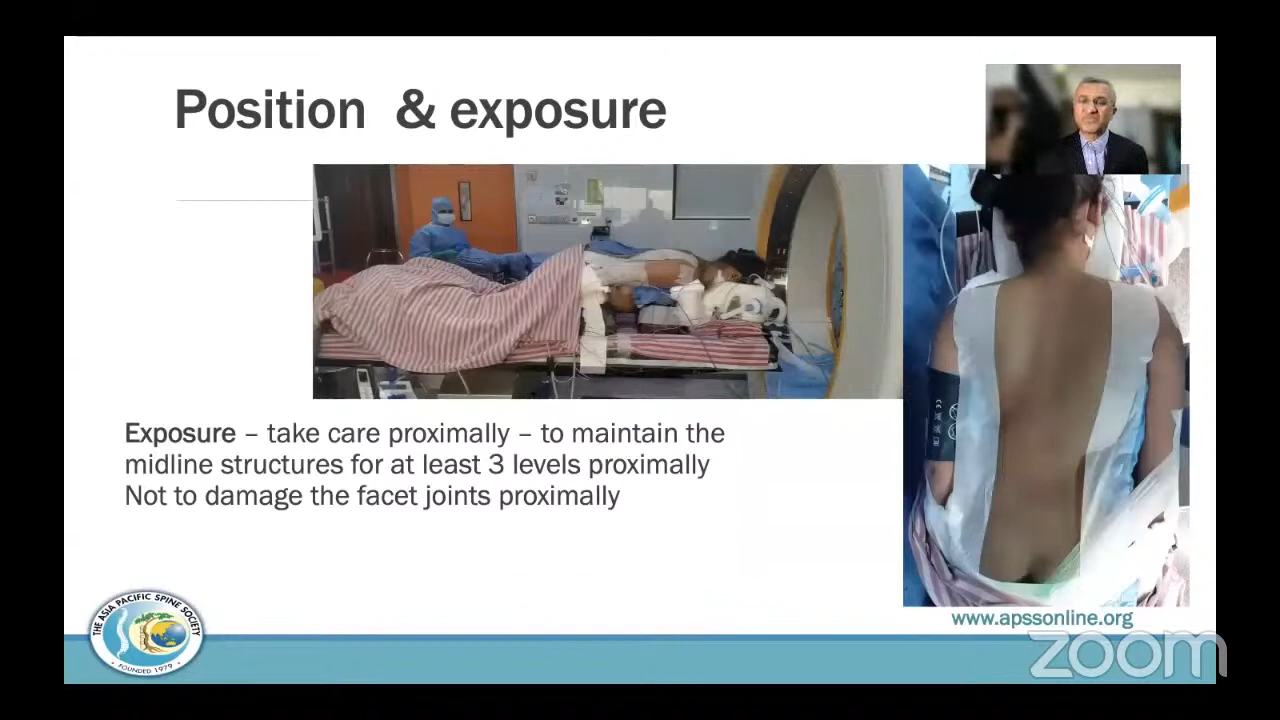 Position & exposure
Exposure – take care proximally – to maintain the
midline structures for at least 3 levels proximally
Not to damage the facet joints proximally
THE ASIA PACIFIC SPINE SOCIETY
• FOUNDED 1979 •
www.apssonline.org
zoom